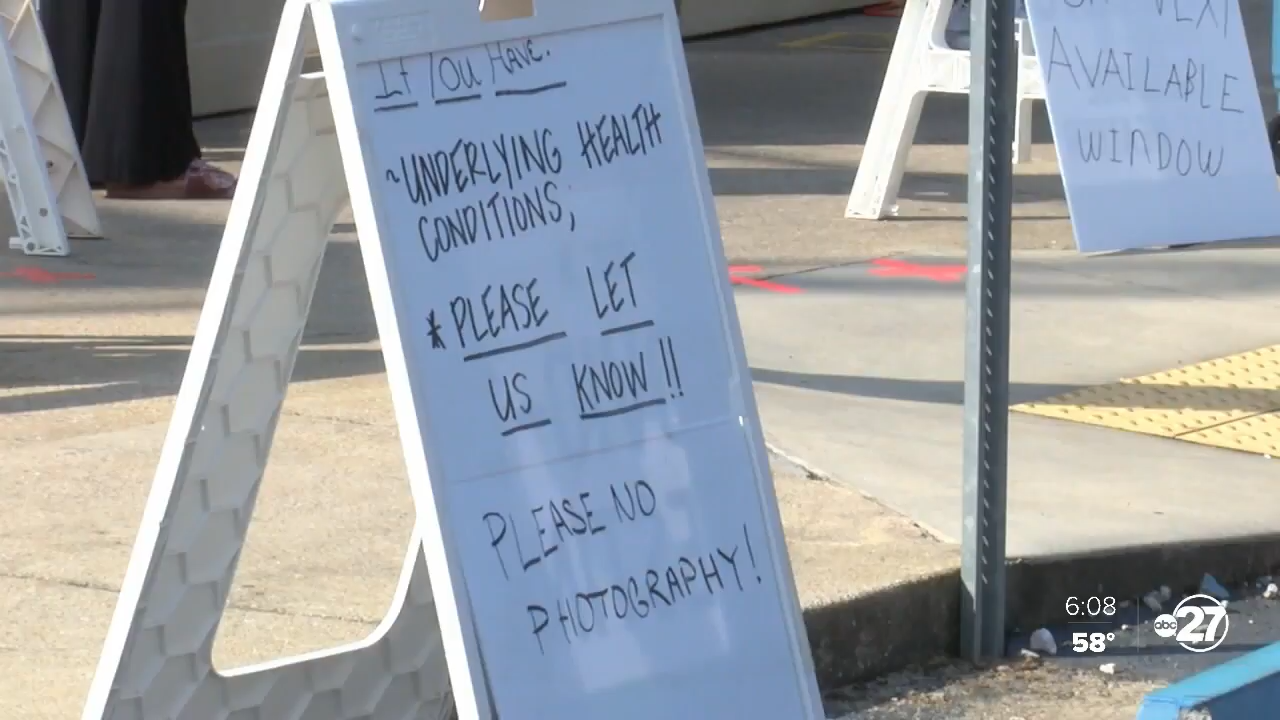 If You Have:
~UNDERLYING HEALTH
CONDITIONS;
*PLEASE LET
US KNOW!!
PLEASE NO
PHOTOGRAPHY!
NEXT
AVAILABLE
WINDOW
6:08
58°
abc 27